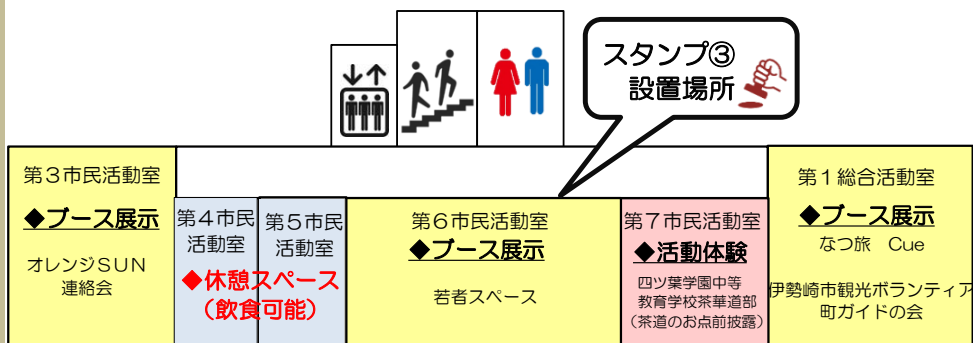 スタンプ③
設置場所
第3市民活動室
◆ブース展示
オレンジSUN
連絡会
第4市民
活動室
第5市民
活動室
◆休憩スペース
（飲食可能）
第6市民活動室
◆ブース展示
若者スペース
第7市民活動室
◆活動体験
四ツ葉学園中等
教育学校茶華道部
（茶道のお点前披露）
第1総合活動室
◆ブース展示
なつ旅　Cue
伊勢崎市観光ボランティア
町ガイドの会